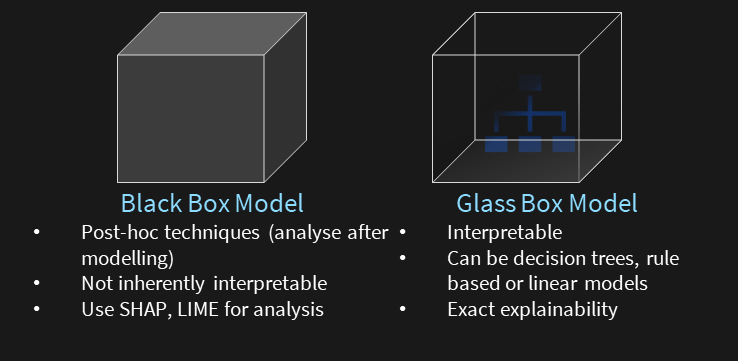 Black Box Model
• Post-hoc techniques (analyse after
modelling)
• Not inherently interpretable
• Use SHAP, LIME for analysis
Glass Box Model
• Interpretable
• Can be decision trees, rule
based or linear models
• Exact explainability